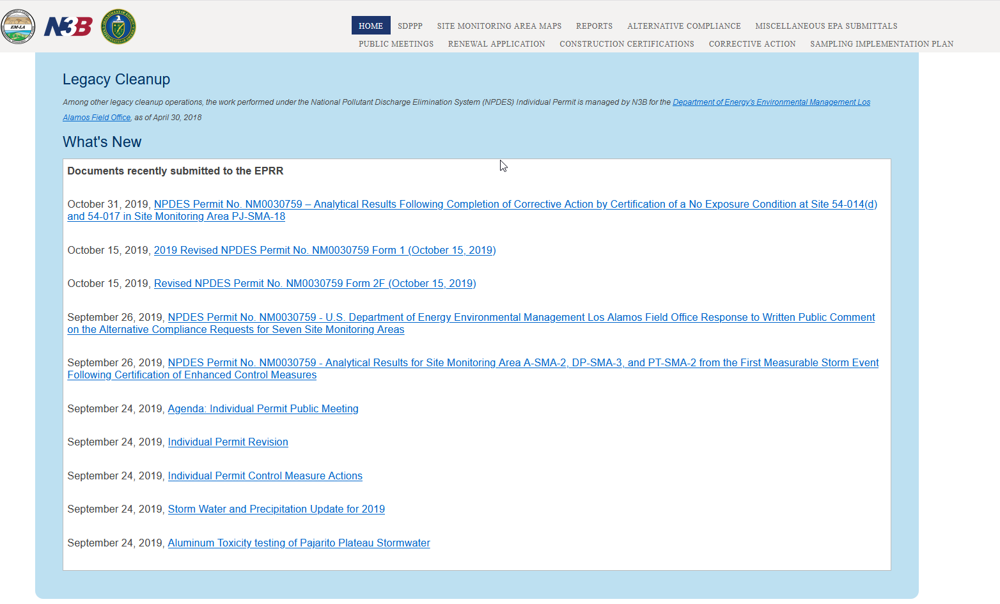 EM-LA
N3B
HOME SDPPP SITE MONITORING AREA MAPS REPORTS ALTERNATIVE COMPLIANCE MISCELLANEOUS EPA SUBMITTALS
PUBLIC MEETINGS RENEWAL APPLICATION CONSTRUCTION CERTIFICATIONS CORRECTIVE ACTION SAMPLING IMPLEMENTATION PLAN
Legacy Cleanup
Among other legacy cleanup operations, the work performed under the National Pollutant Discharge Elimination System (NPDES) Individual Permit is managed by N3B for the Department of Energy's Environmental Management Los
Alamos Field Office, as of April 30, 2018
What's New
Documents recently submitted to the EPRR
October 31, 2019, NPDES Permit No. NM0030759 – Analytical Results Following Completion of Corrective Action by Certification of a No Exposure Condition at Site 54-014(d)
and 54-017 in Site Monitoring Area PJ-SMA-18
October 15, 2019, 2019 Revised NPDES Permit No. NM0030759 Form 1 (October 15, 2019)
October 15, 2019, Revised NPDES Permit No. NM0030759 Form 2F (October 15, 2019)
September 26, 2019, NPDES Permit No. NM0030759 - U.S. Department of Energy Environmental Management Los Alamos Field Office Response to Written Public Comment
on the Alternative Compliance Requests for Seven Site Monitoring Areas
September 26, 2019, NPDES Permit No. NM0030759 - Analytical Results for Site Monitoring Area A-SMA-2, DP-SMA-3, and PT-SMA-2 from the First Measurable Storm Event
Following Certification of Enhanced Control Measures
September 24, 2019, Agenda: Individual Permit Public Meeting
September 24, 2019, Individual Permit Revision
September 24, 2019, Individual Permit Control Measure Actions
September 24, 2019, Storm Water and Precipitation Update for 2019
September 24, 2019, Aluminum Toxicity testing of Pajarito Plateau Stormwater